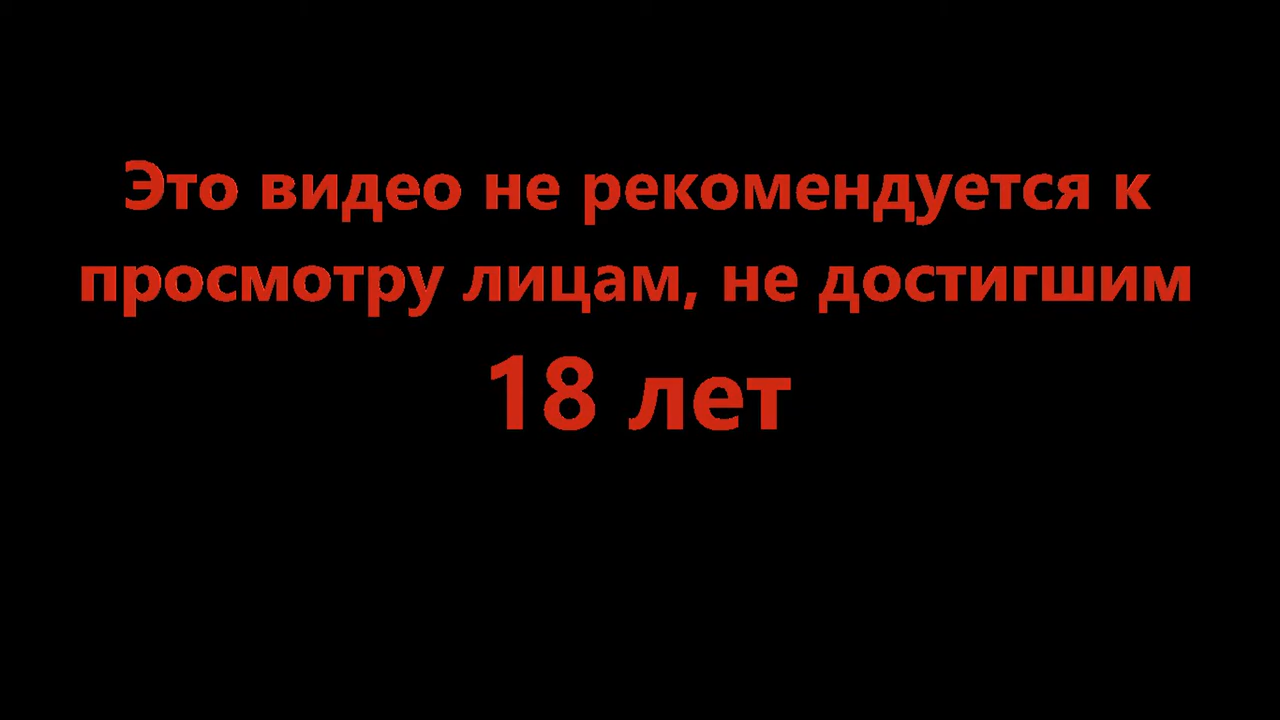 Это видео не рекомендуется к
просмотру лицам, не достигшим
18 лет